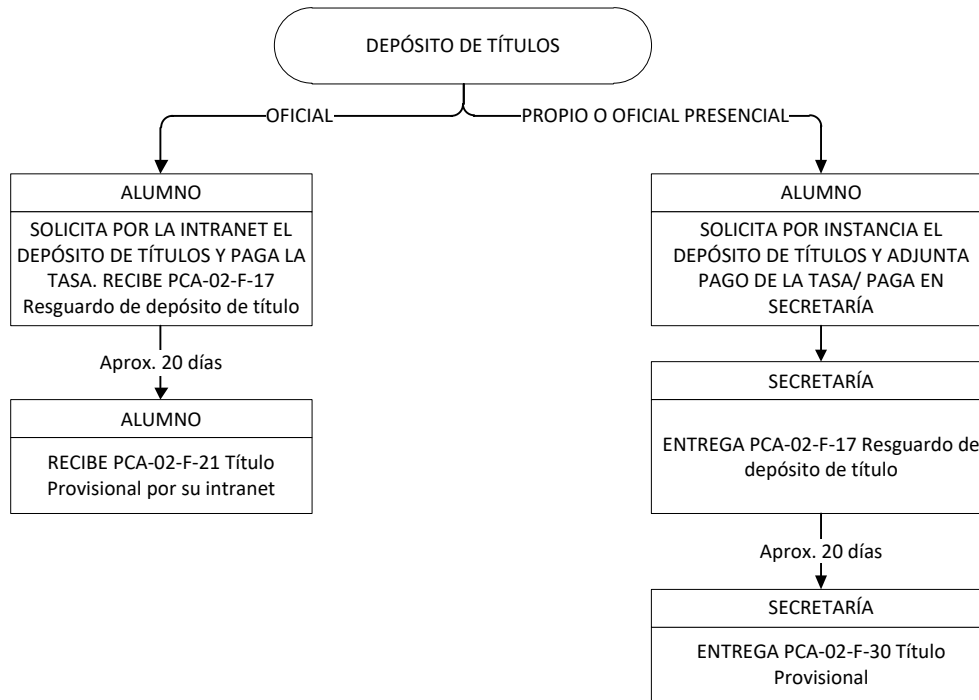 DEPÓSITO DE TÍTULOS
OFICIAL
PROPIO O OFICIAL PRESENCIAL
ALUMNO
SOLICITA POR LA INTRANET EL
DEPÓSITO DE TÍTULOS Y PAGA LA
TASA. RECIBE PCA-02-F-17
Resguardo de depósito de título
Aprox. 20 días
ALUMNO
RECIBE PCA-02-F-21 Título
Provisional por su intranet
ALUMNO
SOLICITA POR INSTANCIA EL
DEPÓSITO DE TÍTULOS Y ADJUNTA
PAGO DE LA TASA/ PAGA EN
SECRETARÍA
SECRETARÍA
ENTREGA PCA-02-F-17 Resguardo de
depósito de título
Aprox. 20 días
SECRETARÍA
ENTREGA PCA-02-F-30 Título
Provisional